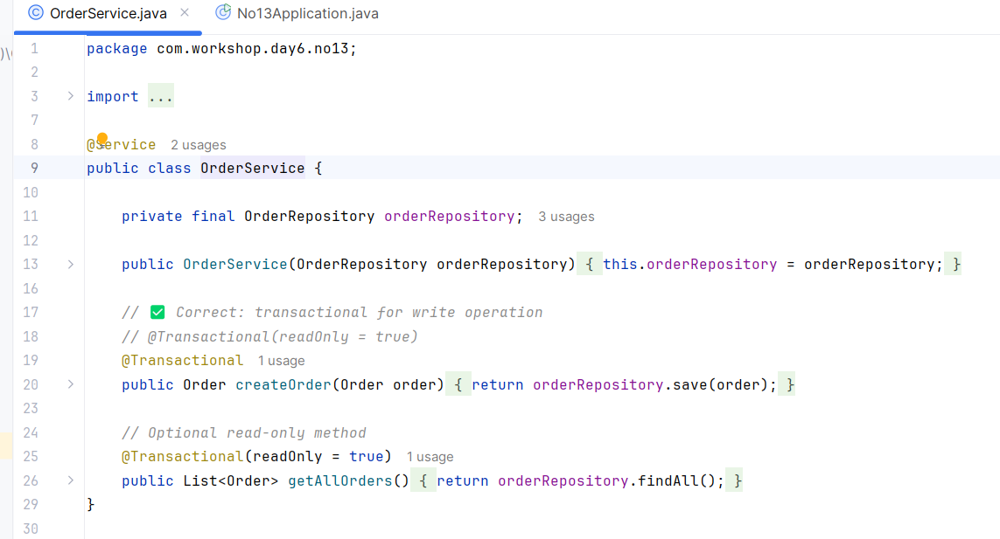 OrderService.java × No13Application.java
)\
1 package com.workshop.day6.no13;
2
3 > import ...
7
8 @Service 2 usages
9 public class OrderService {
10
11 private final OrderRepository orderRepository; 3 usages
12
13 > public OrderService(OrderRepository orderRepository) { this.orderRepository = orderRepository; }
16
17 // ✅ Correct: transactional for write operation
18 // @Transactional(readOnly = true)
19 @Transactional 1 usage
20 > public Order createOrder(Order order) { return orderRepository.save(order); }
23
24 // Optional read-only method
25 @Transactional(readOnly = true) 1 usage
26 > public List<Order> getAllOrders() { return orderRepository.findAll(); }
29 }
30